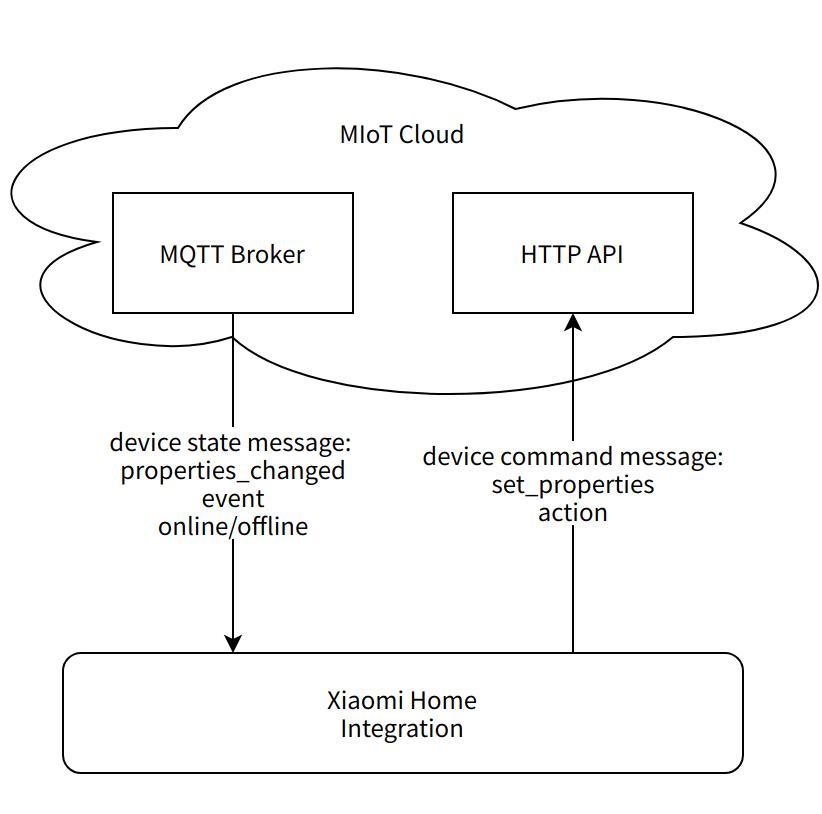 MIoT Cloud
MQTT Broker
HTTP API
device state message:
properties_changed
event
online/offline
device command message:
set_properties
action
Xiaomi Home
Integration